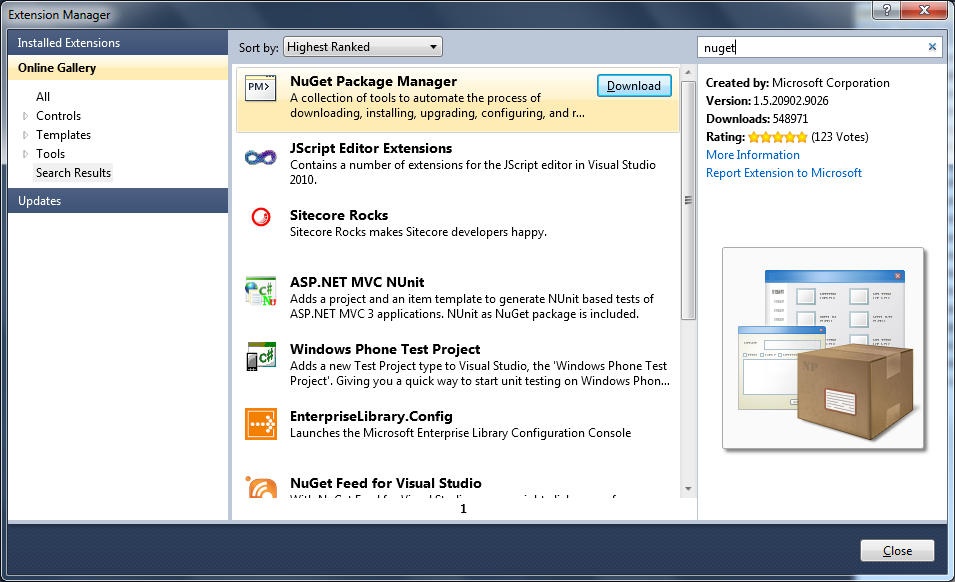 Extension Manager
?
Installed Extensions
Online Gallery
All
Controls
Templates
Tools
Search Results
Updates
Sort by: Highest Ranked
PM>
NuGet Package Manager
Download
A collection of tools to automate the process of
downloading, installing, upgrading, configuring, and r...
JScript Editor Extensions
Contains a number of extensions for the JScript editor in Visual Studio
2010.
Sitecore Rocks
Sitecore Rocks makes Sitecore developers happy.
ASP.NET MVC NUnit
Adds a project and an item template to generate NUnit based tests of
ASP.NET MVC 3 applications. NUnit as NuGet package is included.
Windows Phone Test Project
Adds a new Test Project type to Visual Studio, the 'Windows Phone Test
Project'. Giving you a quick way to start unit testing on Windows Phon...
EnterpriseLibrary.Config
Launches the Microsoft Enterprise Library Configuration Console
NuGet Feed for Visual Studio
1
nuget
Created by: Microsoft Corporation
Version: 1.5.20902.9026
Downloads: 548971
Rating: (123 Votes)
More Information
Report Extension to Microsoft
NP
Close